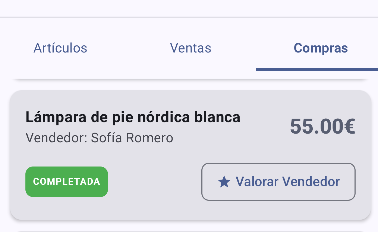 Artículos
Ventas
Compras
Lámpara de pie nórdica blanca
Vendedor: Sofía Romero
55.00€
COMPLETADA
Valorar Vendedor